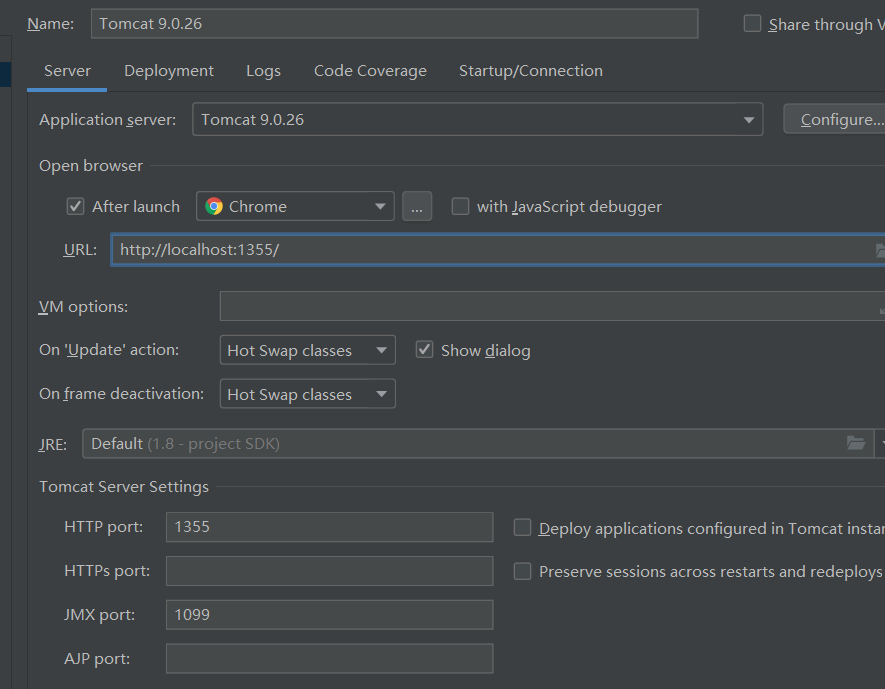 Name: Tomcat 9.0.26 Share through V
Server Deployment Logs Code Coverage Startup/Connection
Application server: Tomcat 9.0.26 Configure...
Open browser
After launch Chrome ... with JavaScript debugger
URL: http://localhost:1355/
VM options:
On 'Update' action: Hot Swap classes Show dialog
On frame deactivation: Hot Swap classes
JRE: Default (1.8 - project SDK)
Tomcat Server Settings
HTTP port: 1355 Deploy applications configured in Tomcat instan
HTTPs port: Preserve sessions across restarts and redeploys
JMX port: 1099
AJP port: